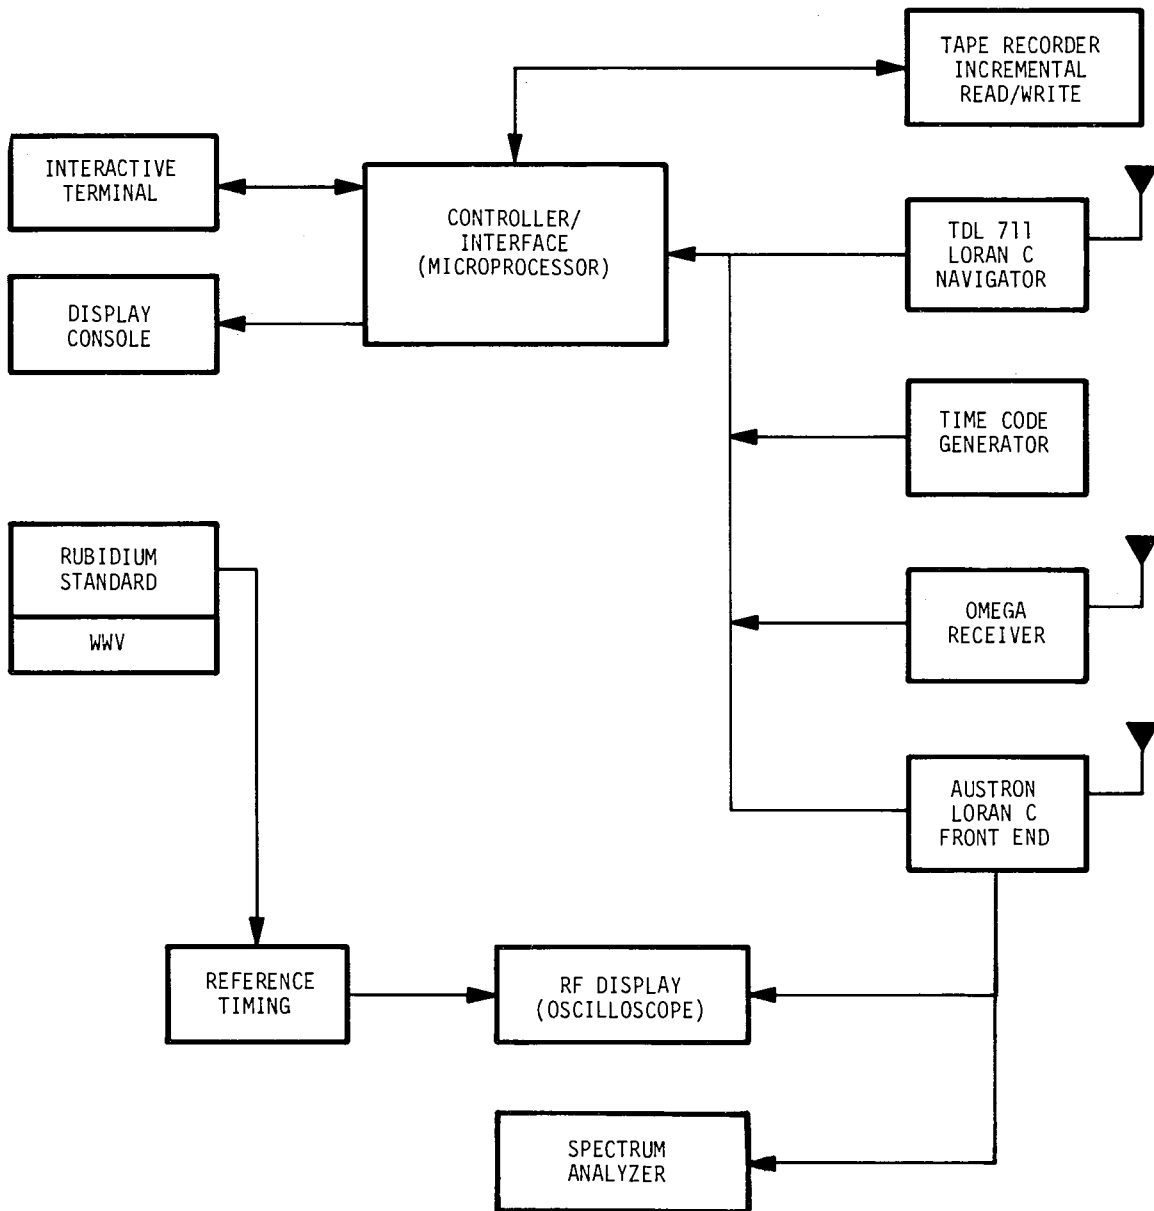 TAPE RECORDER
INCREMENTAL
READ/WRITE
INTERACTIVE
TERMINAL
CONTROLLER/
INTERFACE
(MICROPROCESSOR)
TDL 711
LORAN C
NAVIGATOR
DISPLAY
CONSOLE
TIME CODE
GENERATOR
RUBIDIUM
STANDARD
WWV
OMEGA
RECEIVER
AUSTRON
LORAN C
FRONT END
REFERENCE
TIMING
RF DISPLAY
(OSCILLOSCOPE)
SPECTRUM
ANALYZER